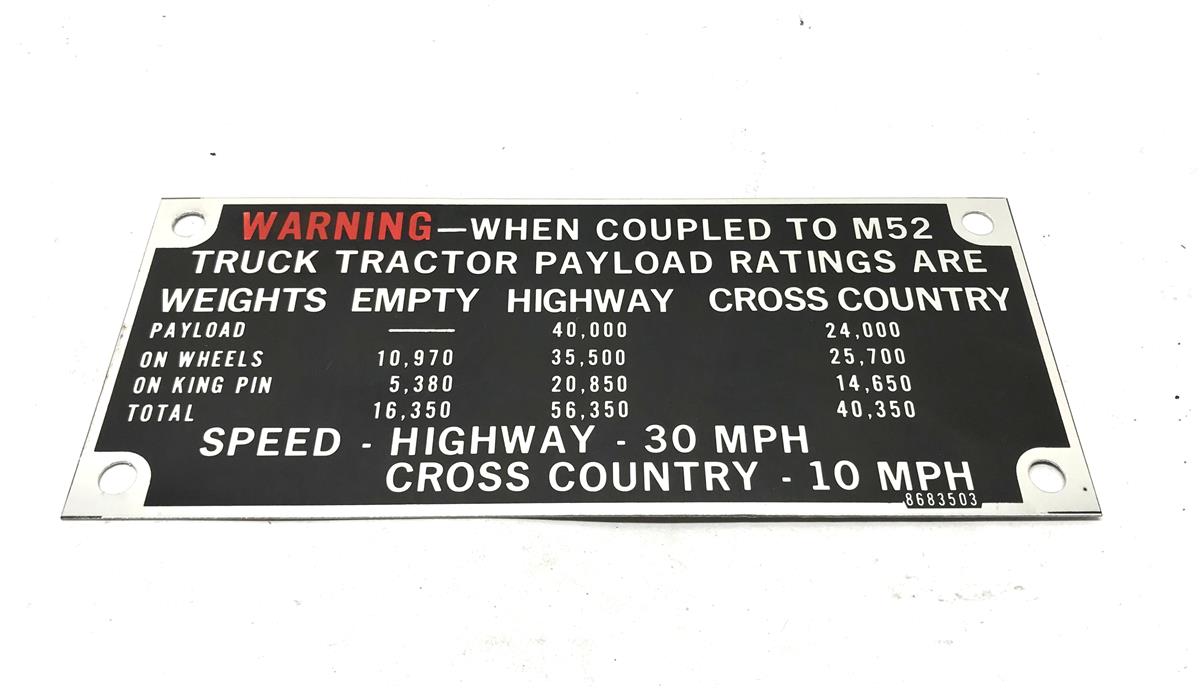 WARNING—WHEN COUPLED TO M52
TRUCK TRACTOR PAYLOAD RATINGS ARE
WEIGHTS EMPTY HIGHWAY CROSS COUNTRY
PAYLOAD —— 40,000 24,000
ON WHEELS 10,970 35,500 25,700
ON KING PIN 5,380 20,850 14,650
TOTAL 16,350 56,350 40,350
SPEED - HIGHWAY - 30 MPH
CROSS COUNTRY - 10 MPH
8683503